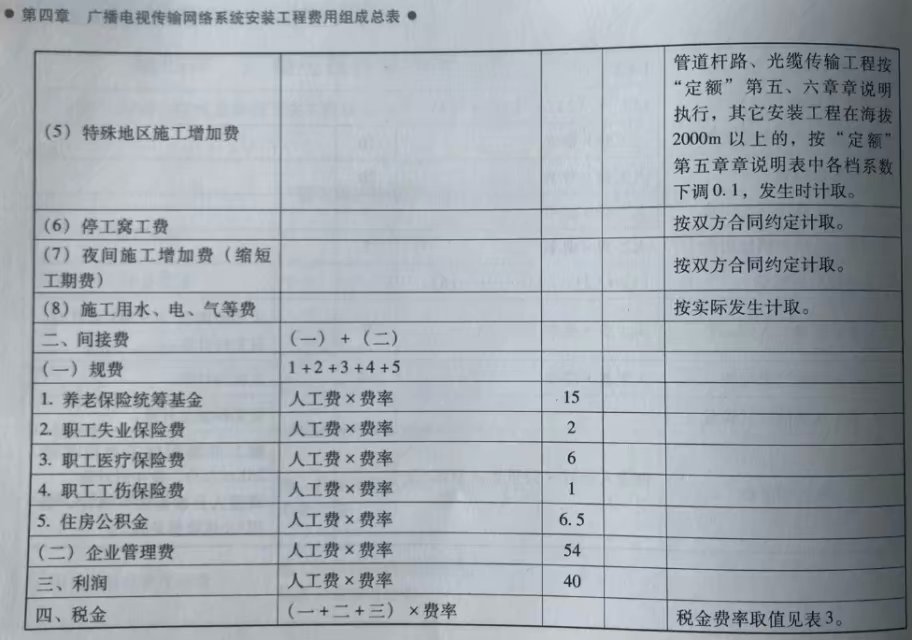 ● 第四章　广播电视传输网络系统安装工程费用组成总表 ●
管道杆路、光缆传输工程按
“定额”第五、六章章说明
执行，其它安装工程在海拔
(5) 特殊地区施工增加费
2000m 以上的，按“定额”
第五章章说明表中各档系数
下调0.1，发生时计取。
(6) 停工窝工费 按双方合同约定计取。
(7) 夜间施工增加费（缩短
工期费） 按双方合同约定计取。
(8) 施工用水、电、气等费 按实际发生计取。
二、间接费 (一) + (二)
(一) 规费 1+2+3+4+5
1. 养老保险统筹基金 人工费×费率 15
2. 职工失业保险费 人工费×费率 2
3. 职工医疗保险费 人工费×费率 6
4. 职工工伤保险费 人工费×费率 1
5. 住房公积金 人工费×费率 6.5
(二) 企业管理费 人工费×费率 54
三、利润 人工费×费率 40
四、税金 (一+二+三) ×费率 税金费率取值见表3。